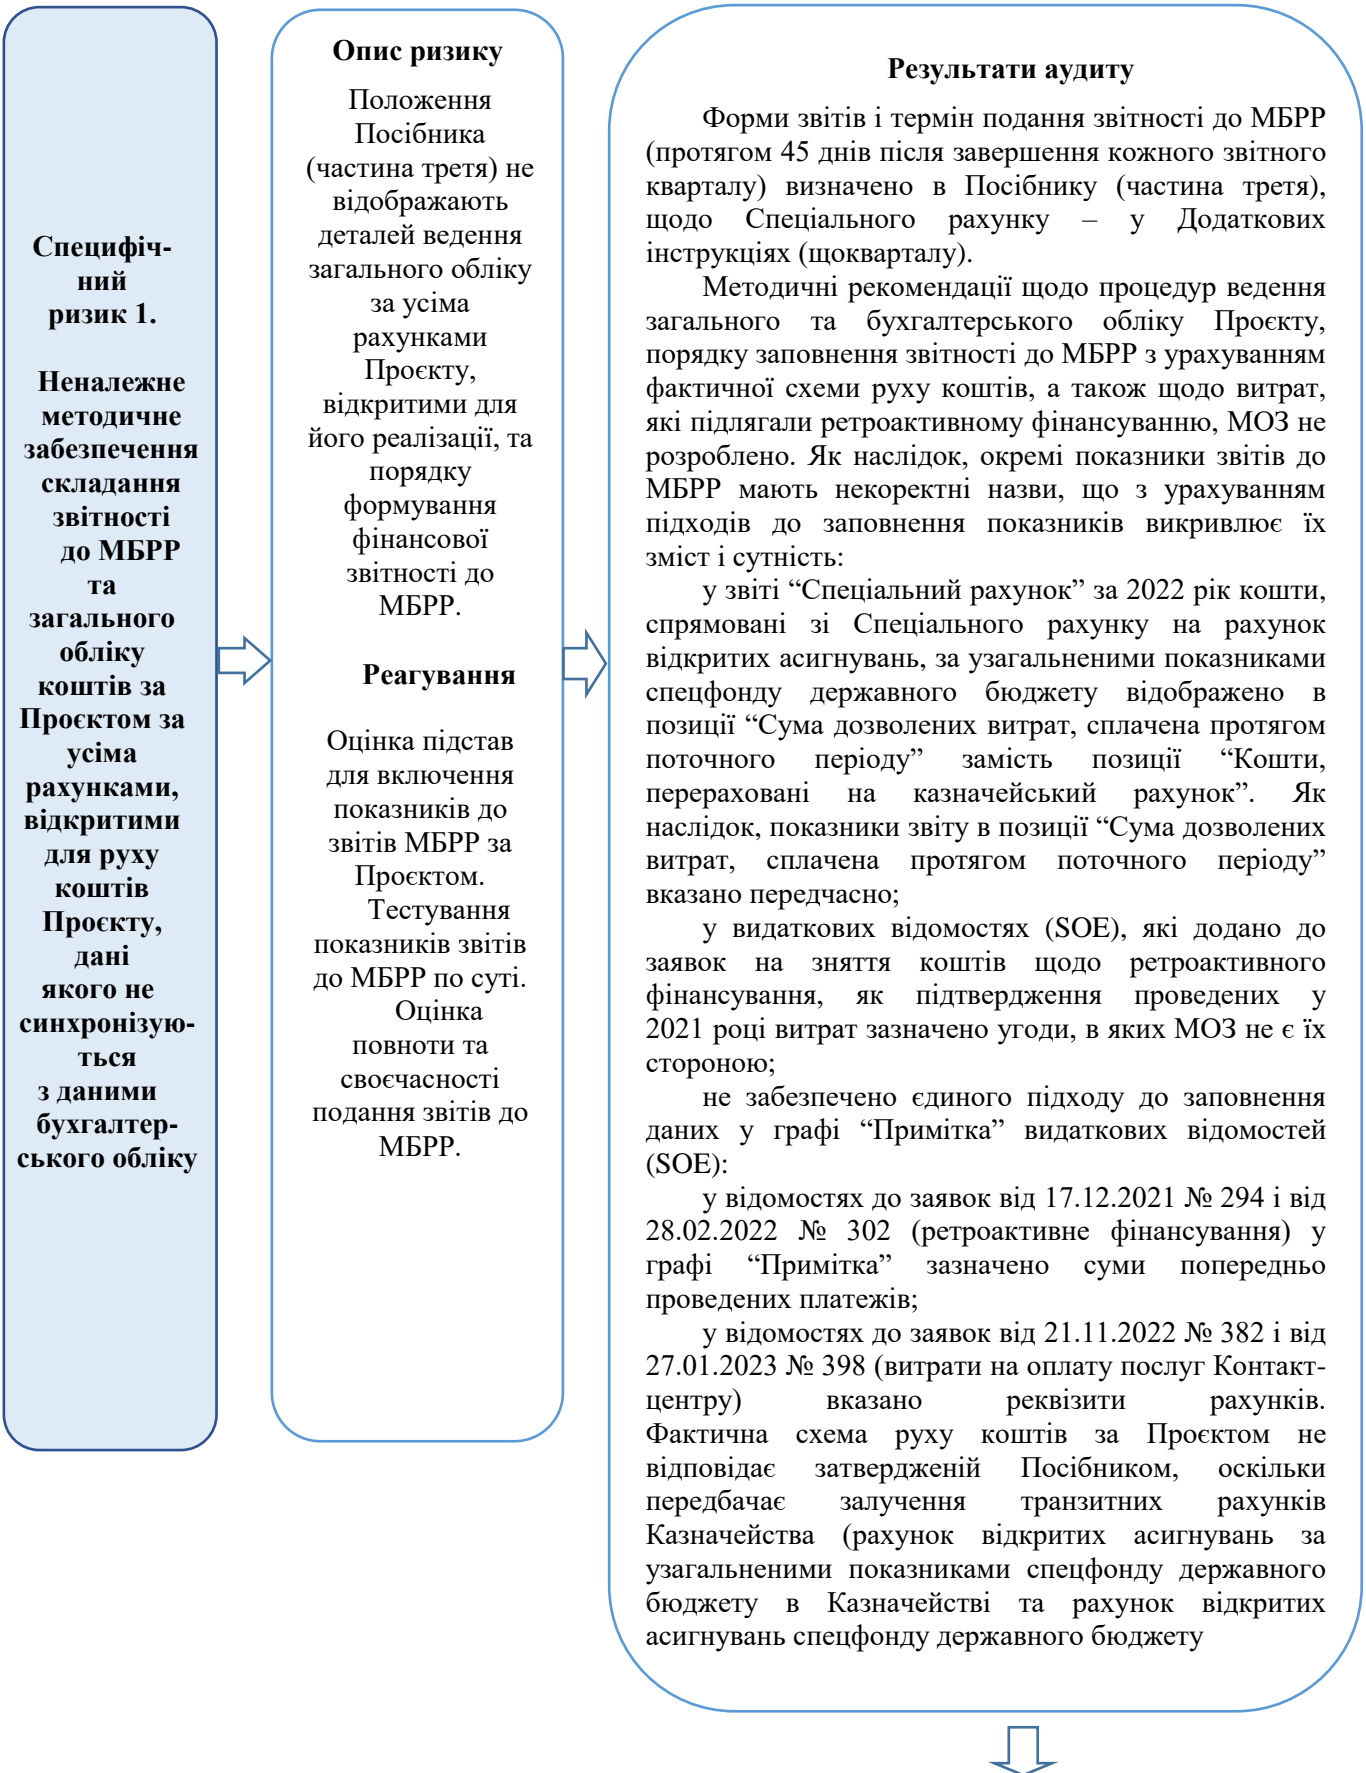 Специфіч-
ний
ризик 1.
Неналежне
методичне
забезпечення
складання
звітності
до МБРР
та
загального
обліку
коштів за
Проєктом за
усіма
рахунками,
відкритими
для руху
коштів
Проєкту,
дані
якого не
синхронізую-
ться
з даними
бухгалтер-
ського обліку
Опис ризику
Положення
Посібника
(частина третя) не
відображають
деталей ведення
загального обліку
за усіма
рахунками
Проєкту,
відкритими для
його реалізації, та
порядку
формування
фінансової
звітності до
МБРР.
Реагування
Оцінка підстав
для включення
показників до
звітів МБРР за
Проєктом.
Тестування
показників звітів
до МБРР по суті.
Оцінка
повноти та
своєчасності
подання звітів до
МБРР.
Результати аудиту
Форми звітів і термін подання звітності до МБРР
(протягом 45 днів після завершення кожного звітного
кварталу) визначено в Посібнику (частина третя),
щодо Спеціального рахунку – у Додаткових
інструкціях (щокварталу).
Методичні рекомендації щодо процедур ведення
загального та бухгалтерського обліку Проєкту,
порядку заповнення звітності до МБРР з урахуванням
фактичної схеми руху коштів, а також щодо витрат,
які підлягали ретроактивному фінансуванню, МОЗ не
розроблено. Як наслідок, окремі показники звітів до
МБРР мають некоректні назви, що з урахуванням
підходів до заповнення показників викривлює їх
зміст і сутність:
у звіті “Спеціальний рахунок” за 2022 рік кошти,
спрямовані зі Спеціального рахунку на рахунок
відкритих асигнувань, за узагальненими показниками
спецфонду державного бюджету відображено в
позиції “Сума дозволених витрат, сплачена протягом
поточного періоду” замість позиції “Кошти,
перераховані на казначейський рахунок”. Як
наслідок, показники звіту в позиції “Сума дозволених
витрат, сплачена протягом поточного періоду”
вказано передчасно;
у видаткових відомостях (SOE), які додано до
заявок на зняття коштів щодо ретроактивного
фінансування, як підтвердження проведених у
2021 році витрат зазначено угоди, в яких МОЗ не є їх
стороною;
не забезпечено єдиного підходу до заповнення
даних у графі “Примітка” видаткових відомостей
(SOE):
у відомостях до заявок від 17.12.2021 № 294 і від
28.02.2022 № 302 (ретроактивне фінансування) у
графі “Примітка” зазначено суми попередньо
проведених платежів;
у відомостях до заявок від 21.11.2022 № 382 і від
27.01.2023 № 398 (витрати на оплату послуг Контакт-
центру) вказано реквізити рахунків.
Фактична схема руху коштів за Проєктом не
відповідає затвердженій Посібником, оскільки
передбачає залучення транзитних рахунків
Казначейства (рахунок відкритих асигнувань за
узагальненими показниками спецфонду державного
бюджету в Казначействі та рахунок відкритих
асигнувань спецфонду державного бюджету